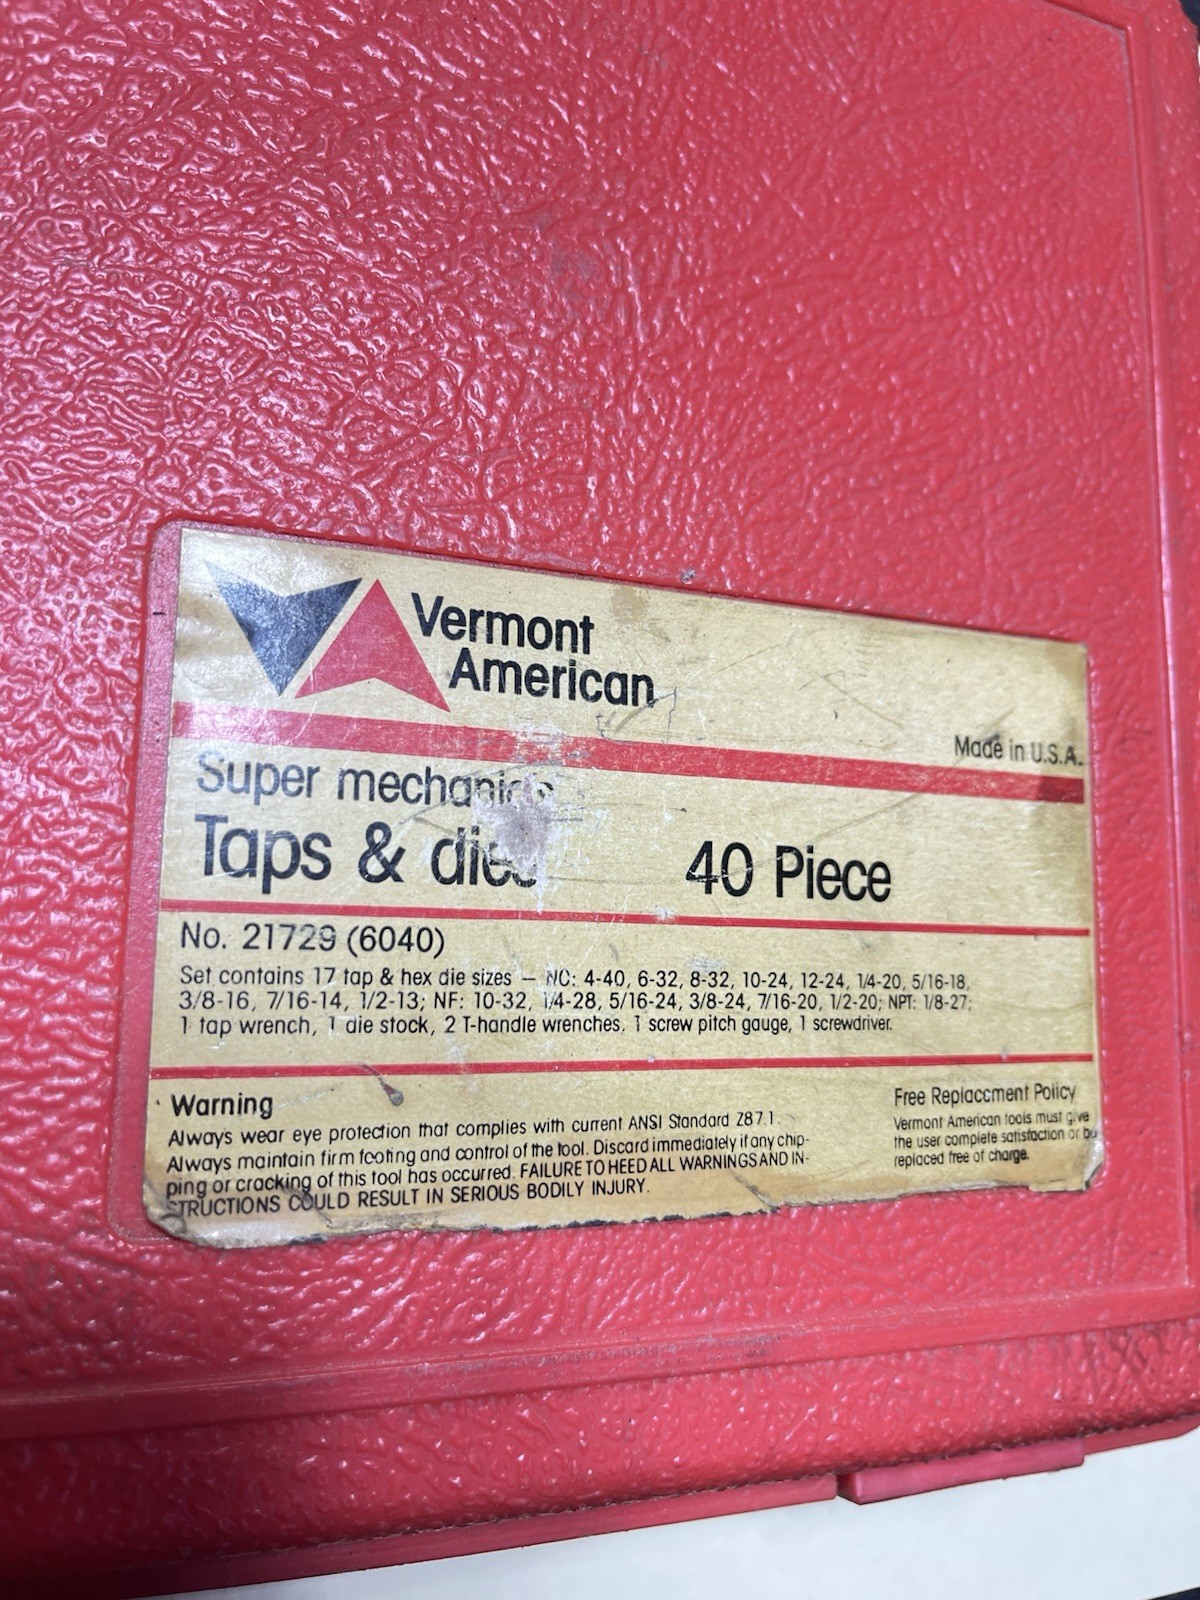 Vermont
American
Made in U.S.A.
Super mechanic's
Taps & dies 40 Piece
No. 21729 (6040)
Set contains 17 tap & hex die sizes – NC: 4-40, 6-32, 8-32, 10-24, 12-24, 1/4-20, 5/16-18,
3/8-16, 7/16-14, 1/2-13; NF: 10-32, 1/4-28, 5/16-24, 3/8-24, 7/16-20, 1/2-20; NPT: 1/8-27;
1 tap wrench, 1 die stock, 2 T-handle wrenches. 1 screw pitch gauge, 1 screwdriver.
Warning
Always wear eye protection that complies with current ANSI Standard Z87.1.
Always maintain firm footing and control of the tool. Discard immediately if any chip-
ping or cracking of this tool has occurred. FAILURE TO HEED ALL WARNINGS AND IN-
STRUCTIONS COULD RESULT IN SERIOUS BODILY INJURY.
Free Replacement Policy
Vermont American tools must give
the user complete satisfaction or be
replaced free of charge.